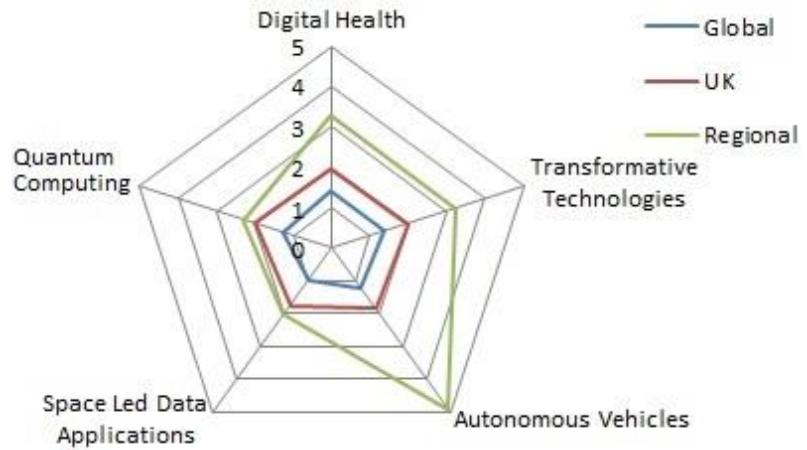 Digital Health
5
4
3
2
1
0
Global
UK
Regional
Quantum
Computing
Transformative
Technologies
Space Led Data
Applications
Autonomous Vehicles